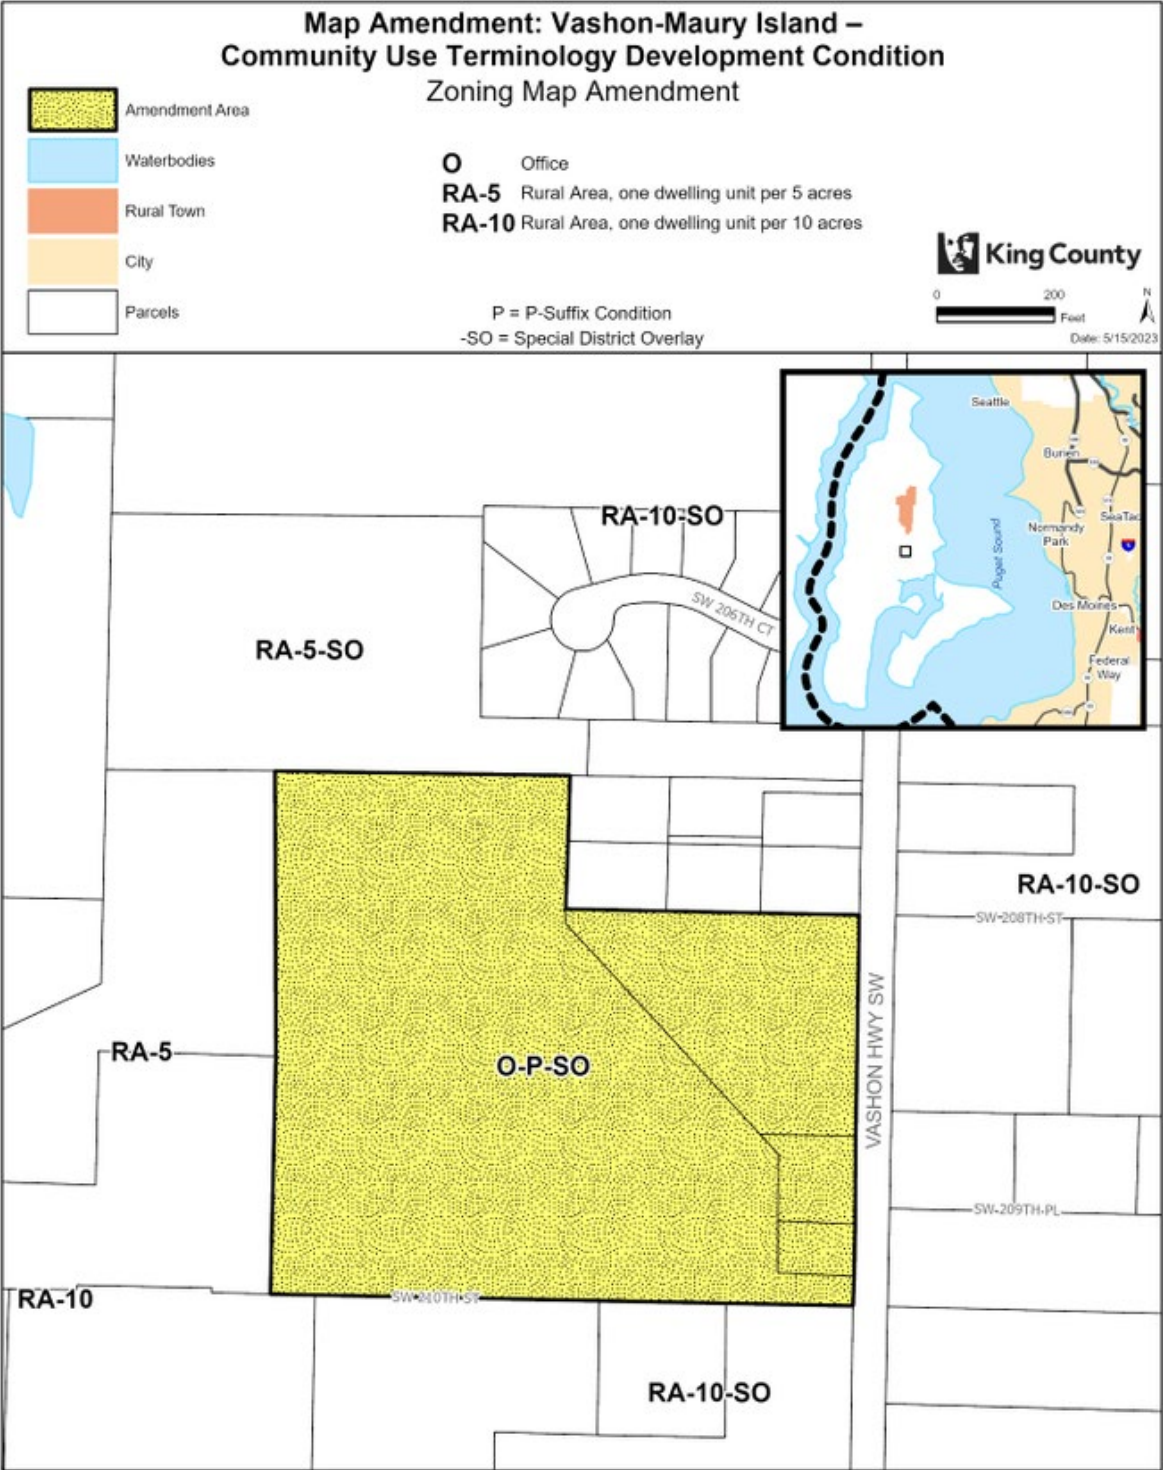 Map Amendment: Vashon-Maury Island –
Community Use Terminology Development Condition
Zoning Map Amendment
Amendment Area
Waterbodies
Rural Town
City
Parcels
O Office
RA-5 Rural Area, one dwelling unit per 5 acres
RA-10 Rural Area, one dwelling unit per 10 acres
P = P-Suffix Condition
-SO = Special District Overlay
King County
0 200
Feet
N
Date: 5/15/2023
Seattle
Burien
SeaTac
Normandy
Park
Puget Sound
Des Moines
Kent
Federal
Way
RA-10-SO
SW 206TH CT
RA-5-SO
RA-10-SO
SW 208TH ST
VASHON HWY SW
RA-5
O-P-SO
SW 209TH PL
RA-10
SW 210TH ST
RA-10-SO